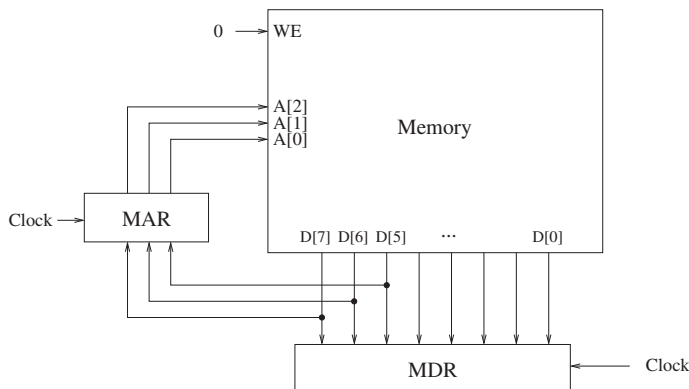 0 WE
A[2]
A[1]
Memory
A[0]
Clock MAR
D[7] D[6] D[5] ... D[0]
MDR Clock